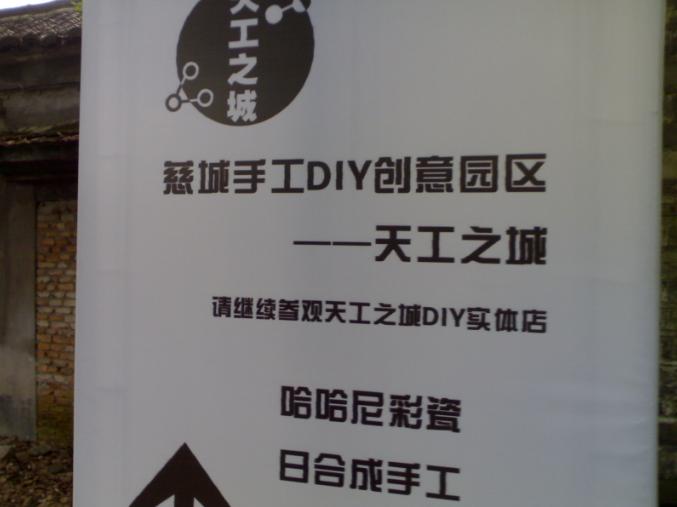 天工之城
慈城手工DIY创意园区
——天工之城
请继续参观天工之城DIY实体店
哈哈尼彩瓷
日合成手工